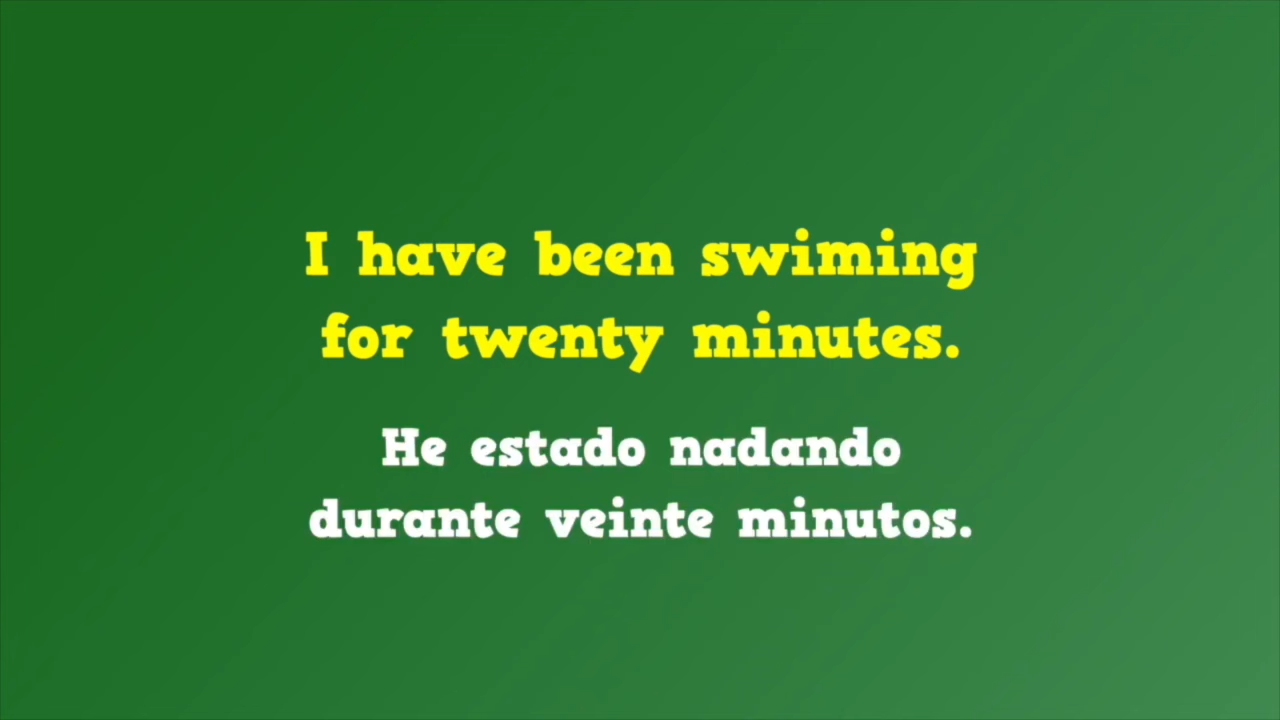 I have been swiming
for twenty minutes.
He estado nadando
durante veinte minutos.